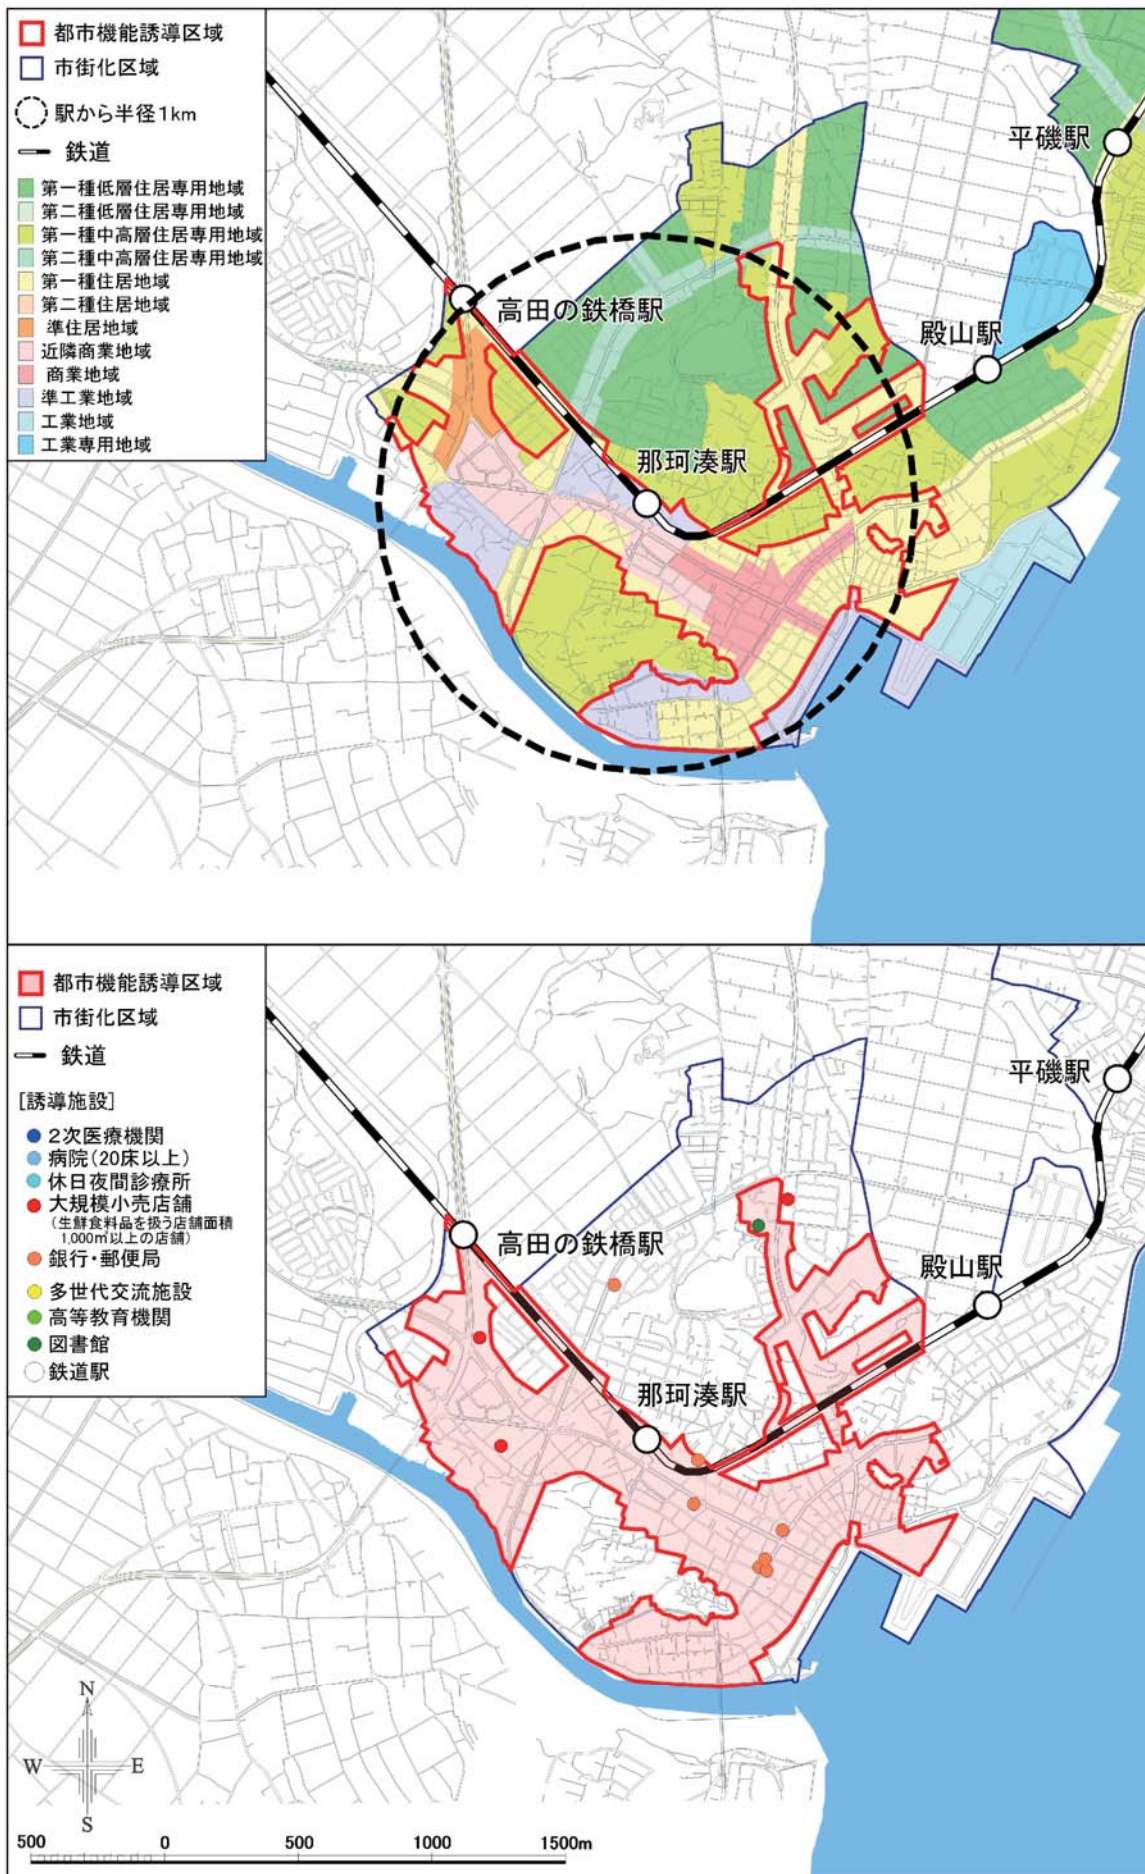 都市機能誘導区域
市街化区域
駅から半径1km
鉄道
第一種低層住居専用地域
第二種低層住居専用地域
第一種中高層住居専用地域
第二種中高層住居専用地域
第一種住居地域
第二種住居地域
準住居地域
近隣商業地域
商業地域
準工業地域
工業地域
工業専用地域
平磯駅
高田の鉄橋駅
殿山駅
那珂湊駅
都市機能誘導区域
市街化区域
鉄道
[誘導施設]
2次医療機関
病院(20床以上)
休日夜間診療所
大規模小売店舗
(生鮮食料品を扱う店舗面積
1,000㎡以上の店舗)
銀行・郵便局
多世代交流施設
高等教育機関
図書館
鉄道駅
平磯駅
高田の鉄橋駅
殿山駅
那珂湊駅
N
W E
S
500 0 500 1000 1500m